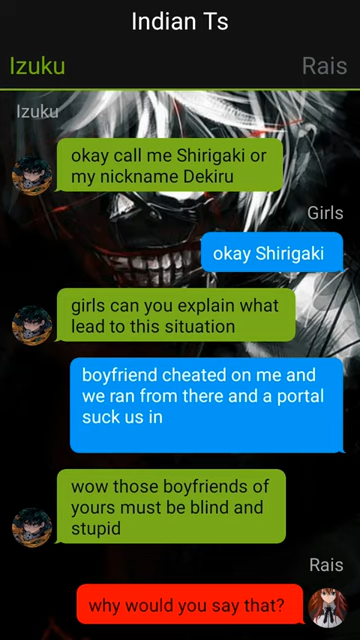 Indian Ts
Izuku
Rais
Izuku
okay call me Shirigaki or
my nickname Dekiru
Girls
okay Shirigaki
girls can you explain what
lead to this situation
boyfriend cheated on me and
we ran from there and a portal
suck us in
wow those boyfriends of
yours must be blind and
stupid
Rais
why would you say that?